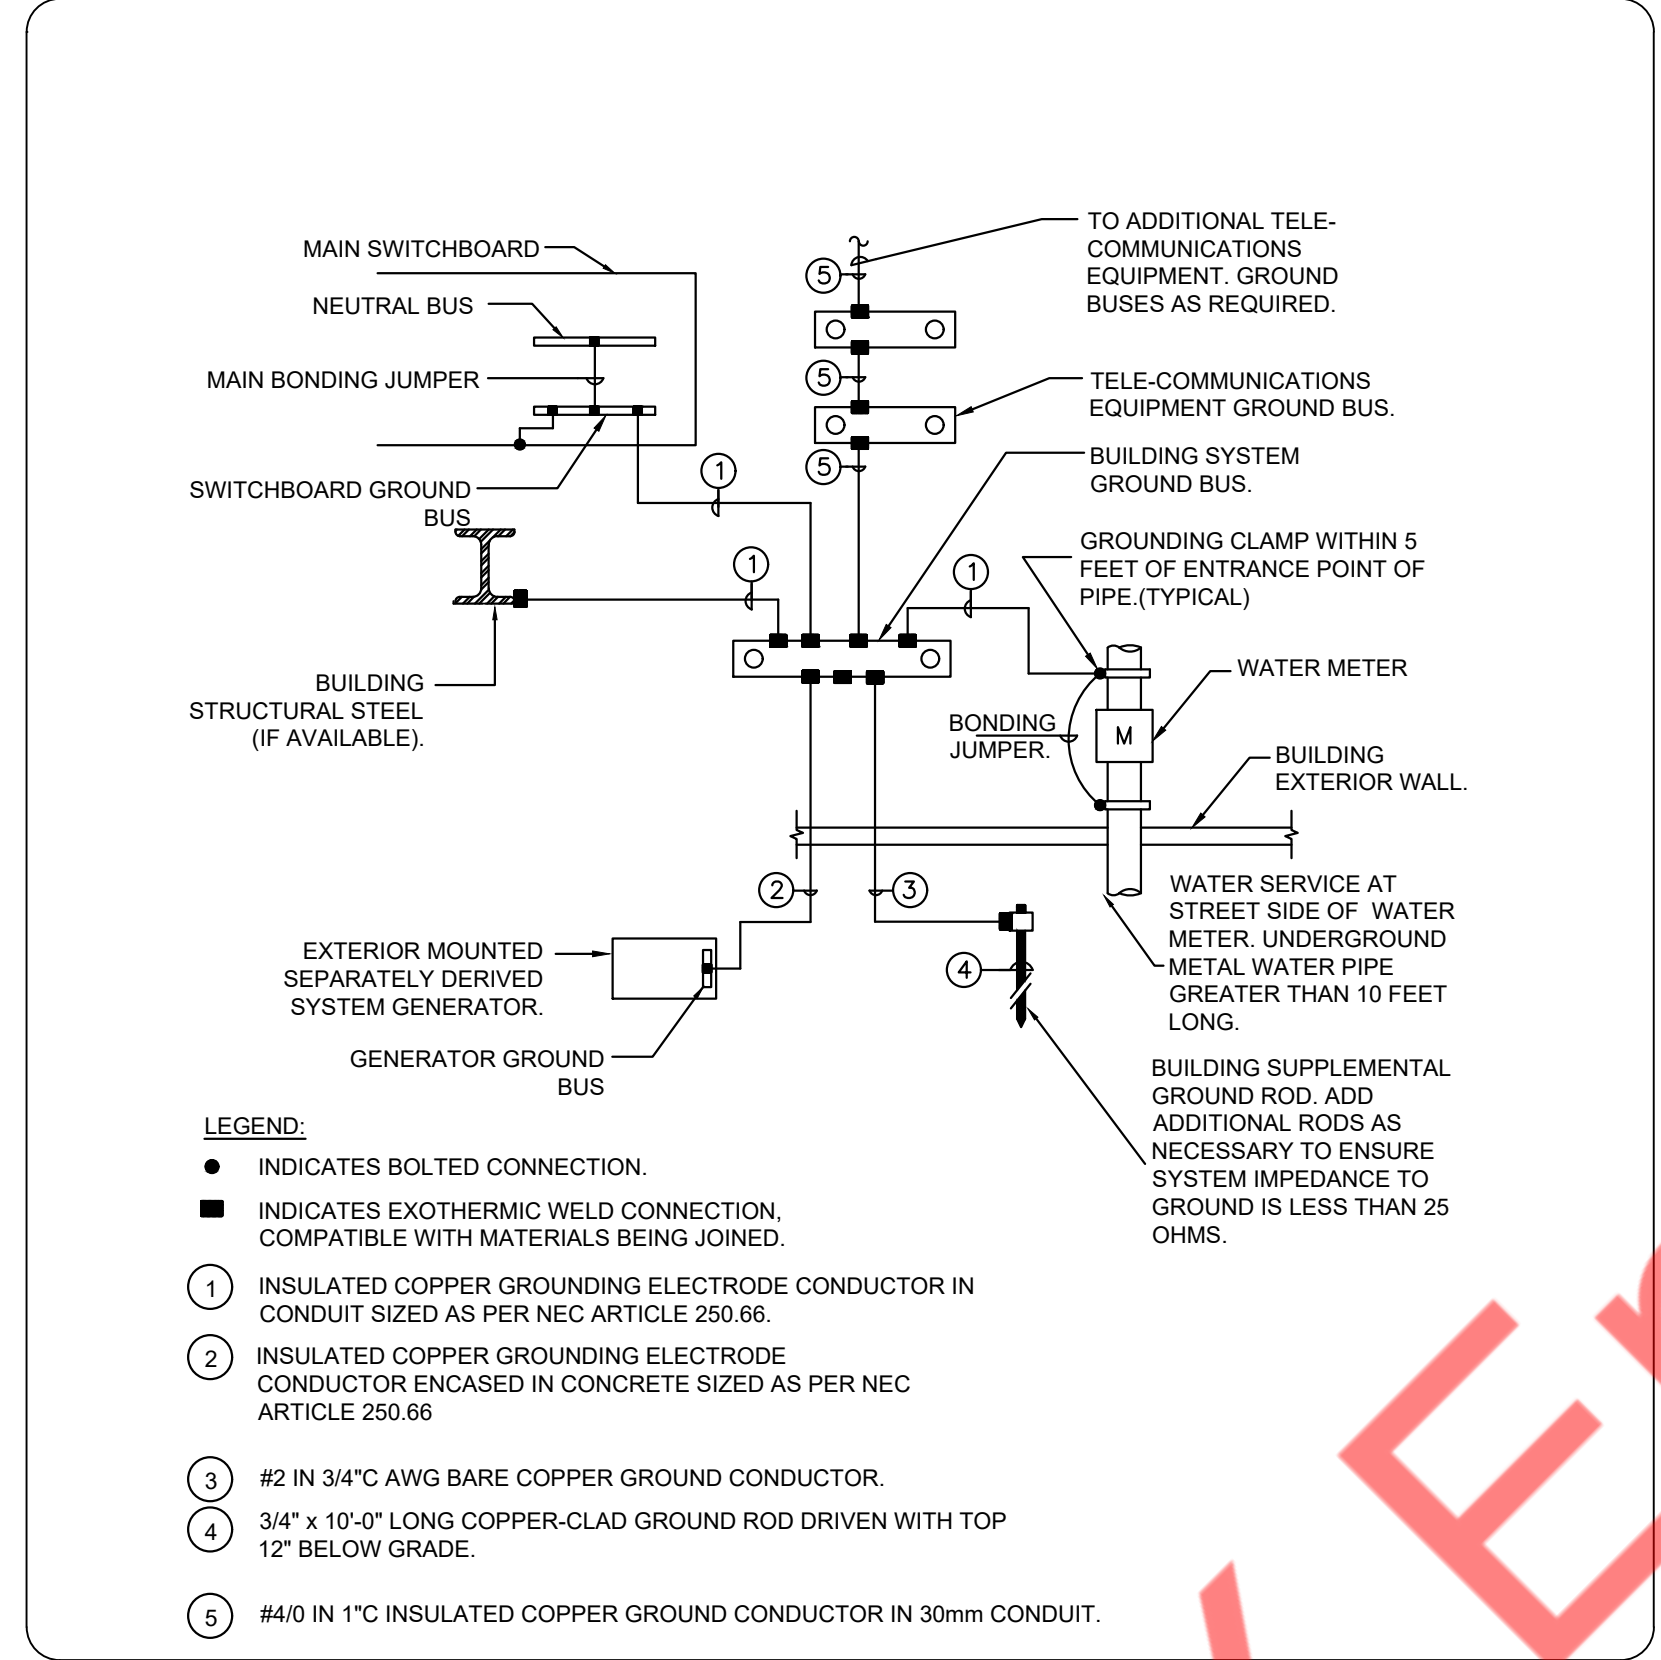 MAIN SWITCHBOARD
NEUTRAL BUS
MAIN BONDING JUMPER
SWITCHBOARD GROUND
BUS
BUILDING
STRUCTURAL STEEL
(IF AVAILABLE).
5
5
5
1
1
1
TO ADDITIONAL TELE-
COMMUNICATIONS
EQUIPMENT. GROUND
BUSES AS REQUIRED.
TELE-COMMUNICATIONS
EQUIPMENT GROUND BUS.
BUILDING SYSTEM
GROUND BUS.
GROUNDING CLAMP WITHIN 5
FEET OF ENTRANCE POINT OF
PIPE.(TYPICAL)
WATER METER
M
BONDING
JUMPER.
BUILDING
EXTERIOR WALL.
2
3
4
WATER SERVICE AT
STREET SIDE OF WATER
METER. UNDERGROUND
METAL WATER PIPE
GREATER THAN 10 FEET
LONG.
EXTERIOR MOUNTED
SEPARATELY DERIVED
SYSTEM GENERATOR.
GENERATOR GROUND
BUS
BUILDING SUPPLEMENTAL
GROUND ROD. ADD
ADDITIONAL RODS AS
NECESSARY TO ENSURE
SYSTEM IMPEDANCE TO
GROUND IS LESS THAN 25
OHMS.
LEGEND:
INDICATES BOLTED CONNECTION.
INDICATES EXOTHERMIC WELD CONNECTION,
COMPATIBLE WITH MATERIALS BEING JOINED.
1 INSULATED COPPER GROUNDING ELECTRODE CONDUCTOR IN
CONDUIT SIZED AS PER NEC ARTICLE 250.66.
2 INSULATED COPPER GROUNDING ELECTRODE
CONDUCTOR ENCASED IN CONCRETE SIZED AS PER NEC
ARTICLE 250.66
3 #2 IN 3/4"C AWG BARE COPPER GROUND CONDUCTOR.
4 3/4" x 10'-0" LONG COPPER-CLAD GROUND ROD DRIVEN WITH TOP
12" BELOW GRADE.
5 #4/0 IN 1"C INSULATED COPPER GROUND CONDUCTOR IN 30mm CONDUIT.